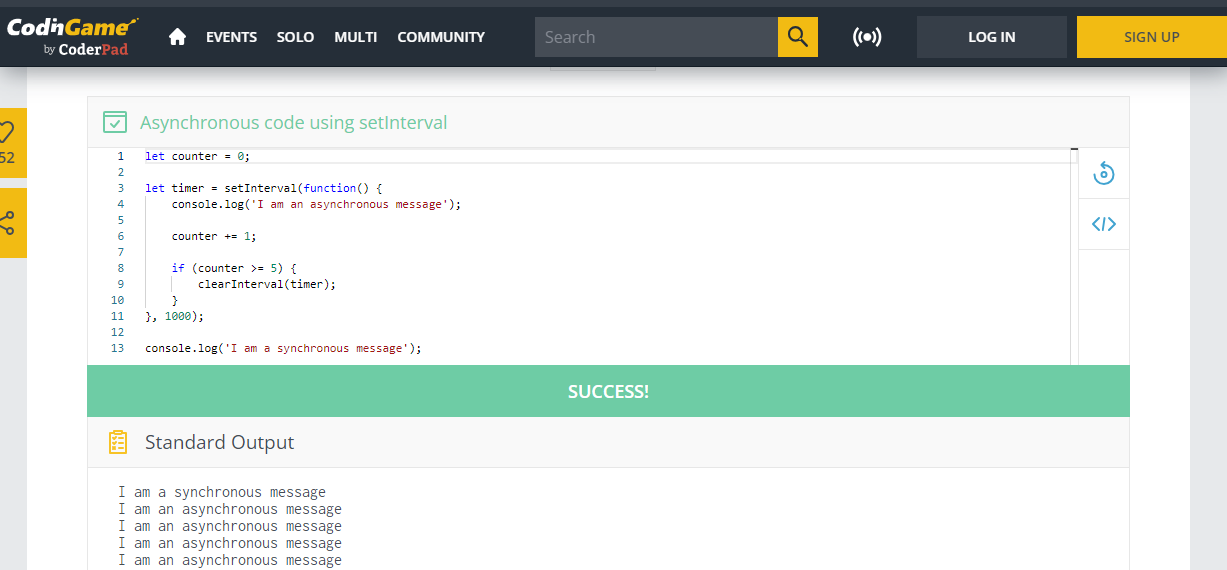 CodinGame
by CoderPad
EVENTS SOLO MULTI COMMUNITY
Search
LOG IN
SIGN UP
52
Asynchronous code using setInterval
1 let counter = 0;
2
3 let timer = setInterval(function() {
4 console.log('I am an asynchronous message');
5
6 counter += 1;
7
8 if (counter >= 5) {
9 clearInterval(timer);
10 }
11 }, 1000);
12
13 console.log('I am a synchronous message');
SUCCESS!
Standard Output
I am a synchronous message
I am an asynchronous message
I am an asynchronous message
I am an asynchronous message
I am an asynchronous message